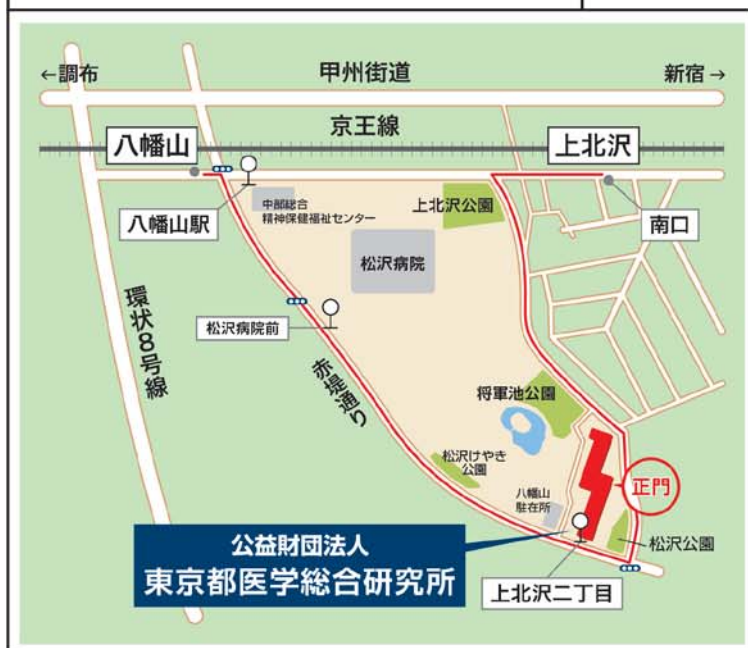 ←調布
甲州街道
新宿→
京王線
八幡山
上北沢
八幡山駅
中部総合
精神保健福祉センター
上北沢公園
南口
松沢病院
環状8号線
松沢病院前
赤堤通り
将軍池公園
松沢けやき
公園
八幡山
駐在所
正門
公益財団法人
東京都医学総合研究所
松沢公園
上北沢二丁目